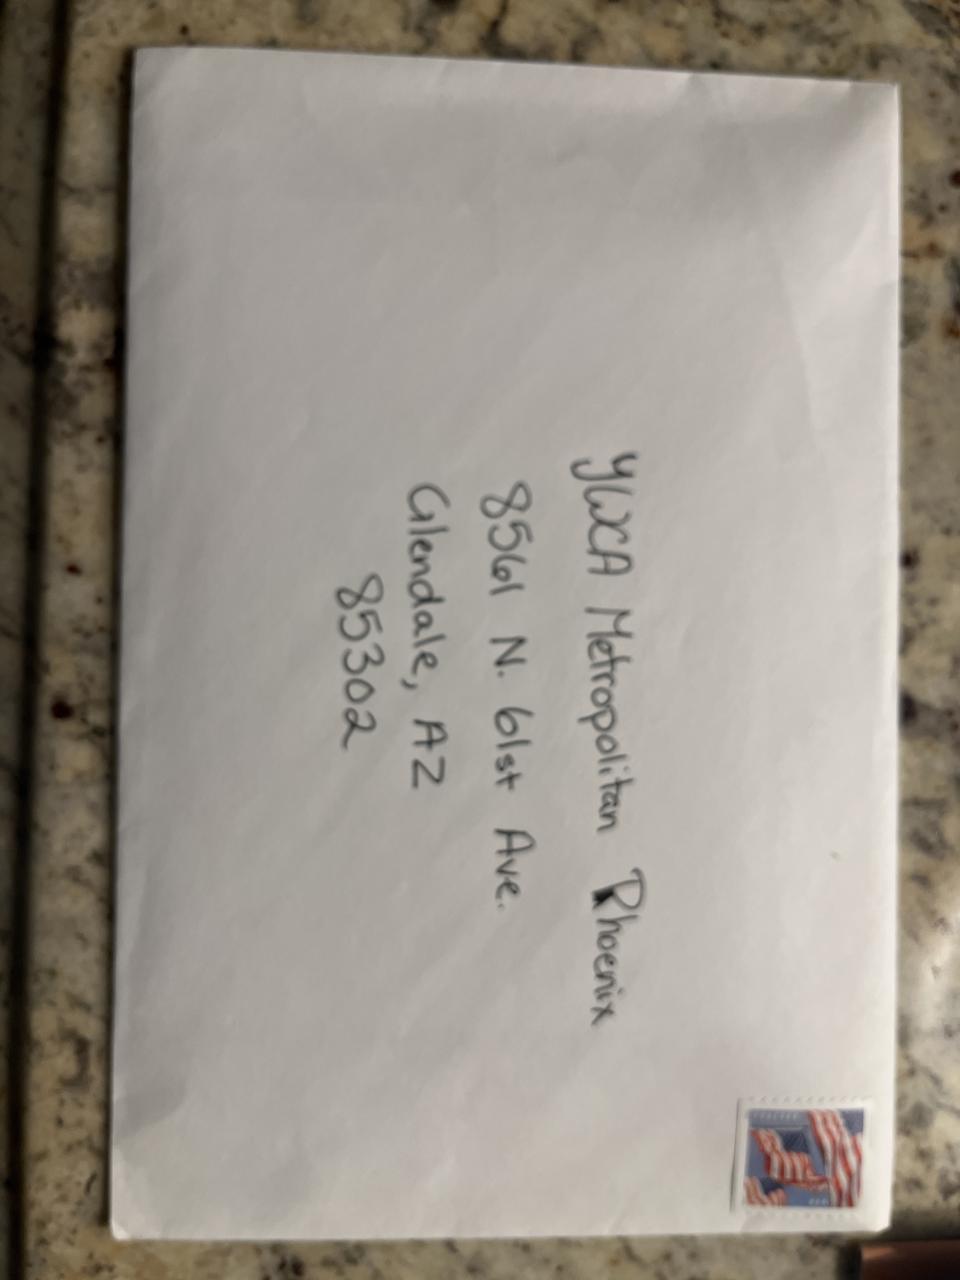 YWCA Metropolitan Phoenix
8561 N. 61st Ave.
Glendale, AZ
85302